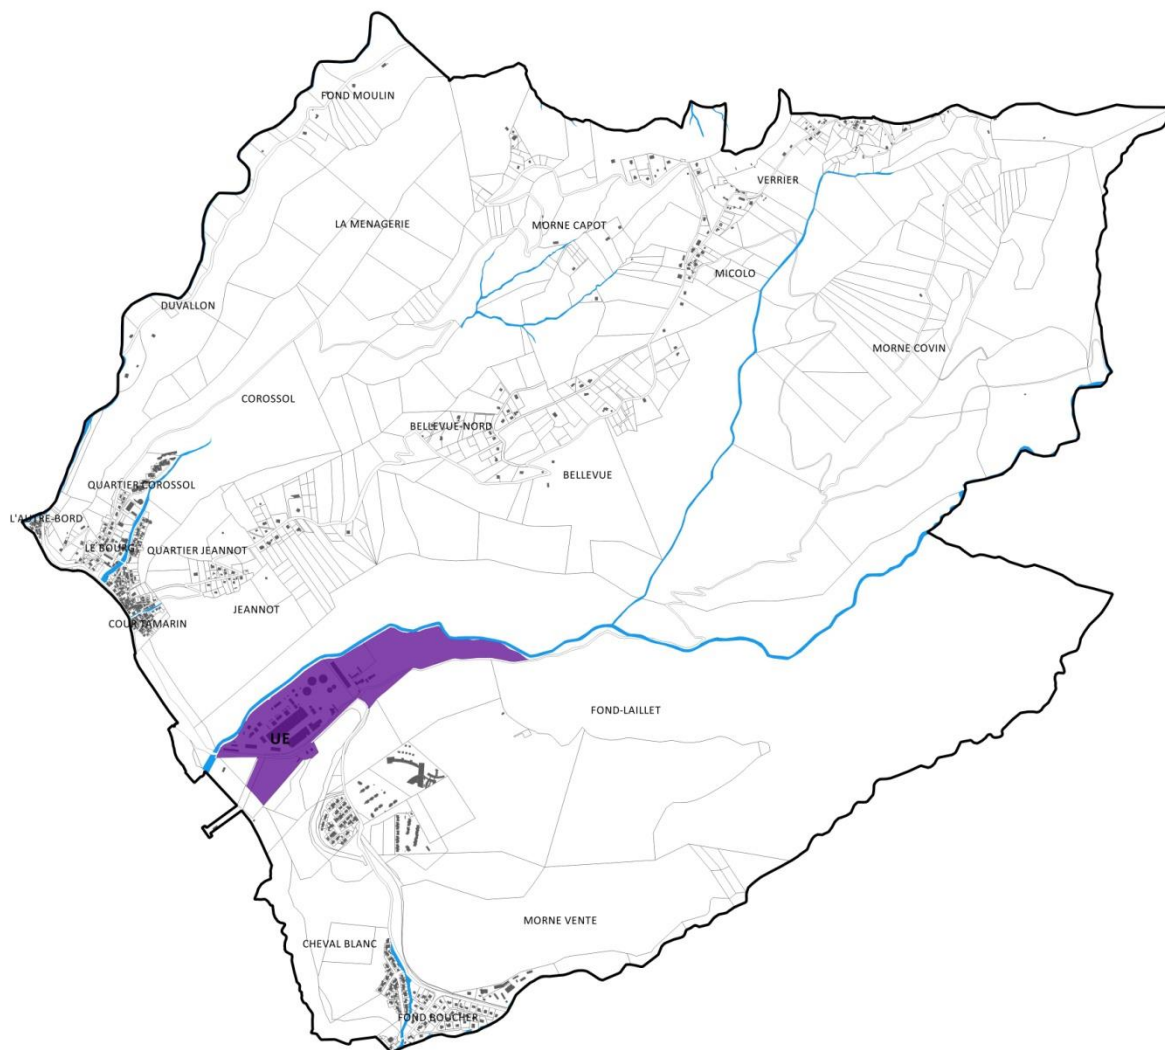 FOND MOULIN
VERRIER
LA MENAGERIE
MORNE CAPOT
MICOLO
DUVALLON
MORNE COVIN
COROSSOL
BELLEVUE-NORD
BELLEVUE
QUARTIER COROSSOL
L'AUTRE-BORD
LE BOURG
QUARTIER JEANNOT
JEANNOT
COUR TAMARIN
FOND-LAILLET
UE
MORNE VENTE
CHEVAL BLANC
FOND BOUCHER